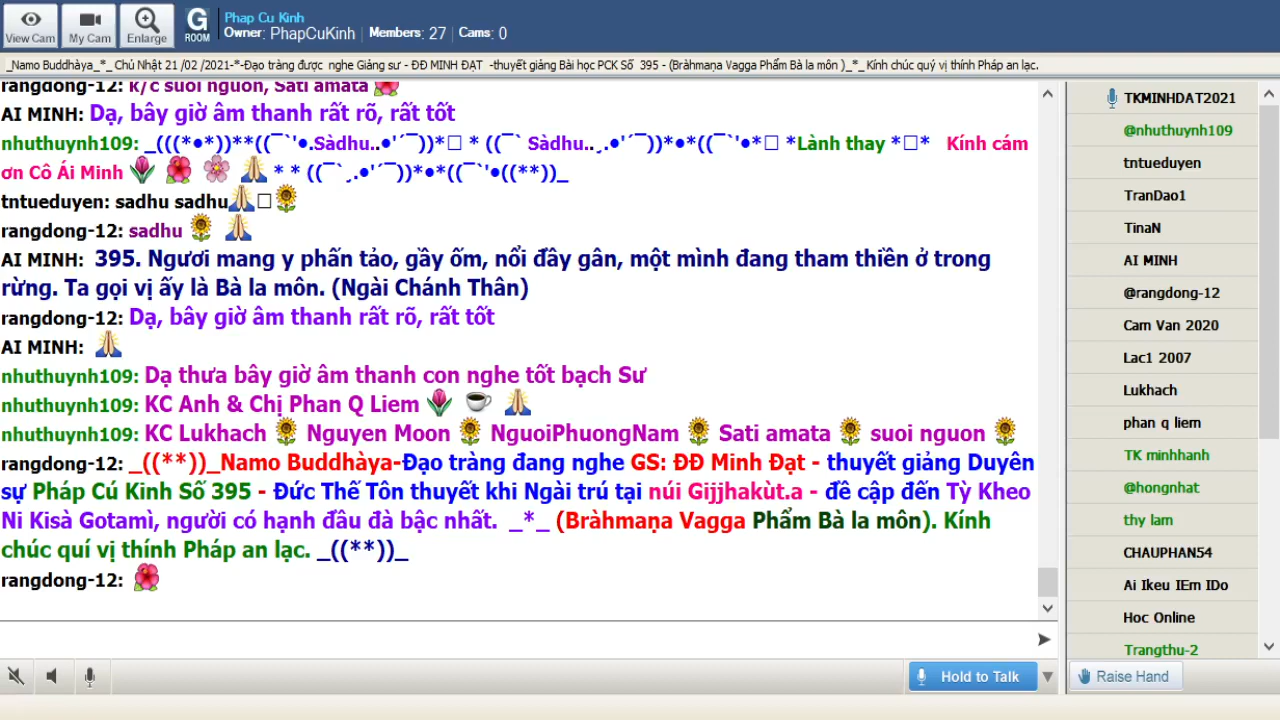 View Cam
My Cam
Enlarge
G
ROOM
Phap Cu Kinh
Owner: PhapCuKinh | Members: 27 | Cams: 0
_Namo Buddhàya_*_ Chủ Nhật 21 /02 /2021-*-Đạo tràng được nghe Giảng sư - ĐĐ MINH ĐẠT -thuyết giảng Bài học PCK Số 395 - (Bràhmaṇa Vagga Phẩm Bà la môn )_*_ Kính chúc quý vị thính Pháp an lạc.
rangdong-12: k/c suoi nguon, Sati amata 🌺
AI MINH: Dạ, bây giờ âm thanh rất rõ, rất tốt
nhuthuynh109: _(((*•*))**((¯`'•.Sàdhu..•'´¯))*□ * ((¯` Sàdhu..¸.•'´¯))*•*((¯`'•*□ *Lành thay *□* Kính cám
ơn Cô Ái Minh 🌷 🌺 🌸 🙏 * * ((¯`¸.•'´¯))*•*((¯`'•((**))_
tntueduyen: sadhu sadhu🙏□🌻
rangdong-12: sadhu 🌻 🙏
AI MINH: 395. Ngươi mang y phấn tảo, gầy ốm, nổi đầy gân, một mình đang tham thiền ở trong
rừng. Ta gọi vị ấy là Bà la môn. (Ngài Chánh Thân)
rangdong-12: Dạ, bây giờ âm thanh rất rõ, rất tốt
AI MINH: 🙏
nhuthuynh109: Dạ thưa bây giờ âm thanh con nghe tốt bạch Sư
nhuthuynh109: KC Anh & Chị Phan Q Liem 🌷 ☕ 🙏
nhuthuynh109: KC Lukhach 🌻 Nguyen Moon 🌻 NguoiPhuongNam 🌻 Sati amata 🌻 suoi nguon 🌻
rangdong-12: _((**))_Namo Buddhàya-Đạo tràng đang nghe GS: ĐĐ Minh Đạt - thuyết giảng Duyên
sự Pháp Cú Kinh Số 395 - Đức Thế Tôn thuyết khi Ngài trú tại núi Gijjhakùt.a - đề cập đến Tỳ Kheo
Ni Kisà Gotamì, người có hạnh đầu đà bậc nhất. _*_ (Bràhmaṇa Vagga Phẩm Bà la môn). Kính
chúc quí vị thính Pháp an lạc. _((**))_
rangdong-12: 🌺
TKMINHDAT2021
@nhuthuynh109
tntueduyen
TranDao1
TinaN
AI MINH
@rangdong-12
Cam Van 2020
Lac1 2007
Lukhach
phan q liem
TK minhhanh
@hongnhat
thy lam
CHAUPHAN54
Ai Ikeu IEm IDo
Hoc Online
Trangthu-2
Hold to Talk
Raise Hand